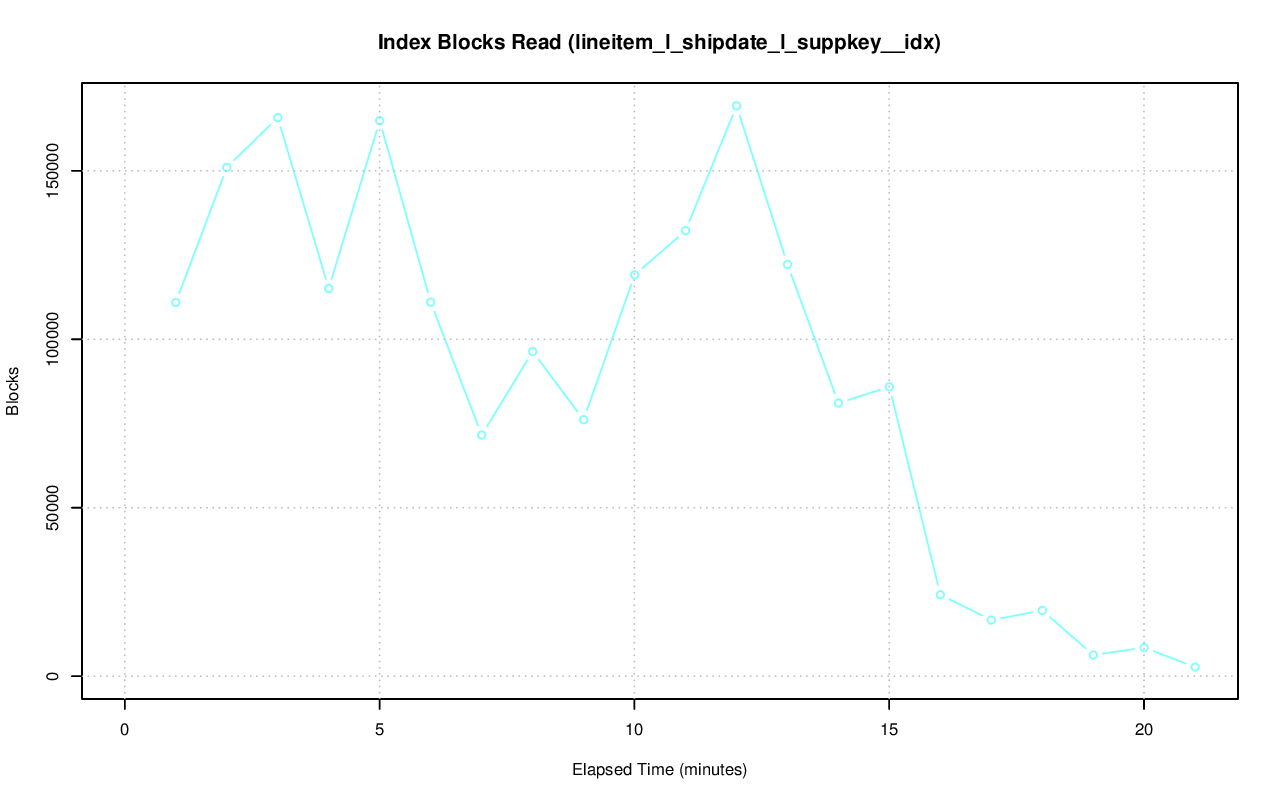 Index Blocks Read (lineitem_l_shipdate_l_suppkey__idx)
Blocks
150000
100000
50000
0
0 5 10 15 20
Elapsed Time (minutes)